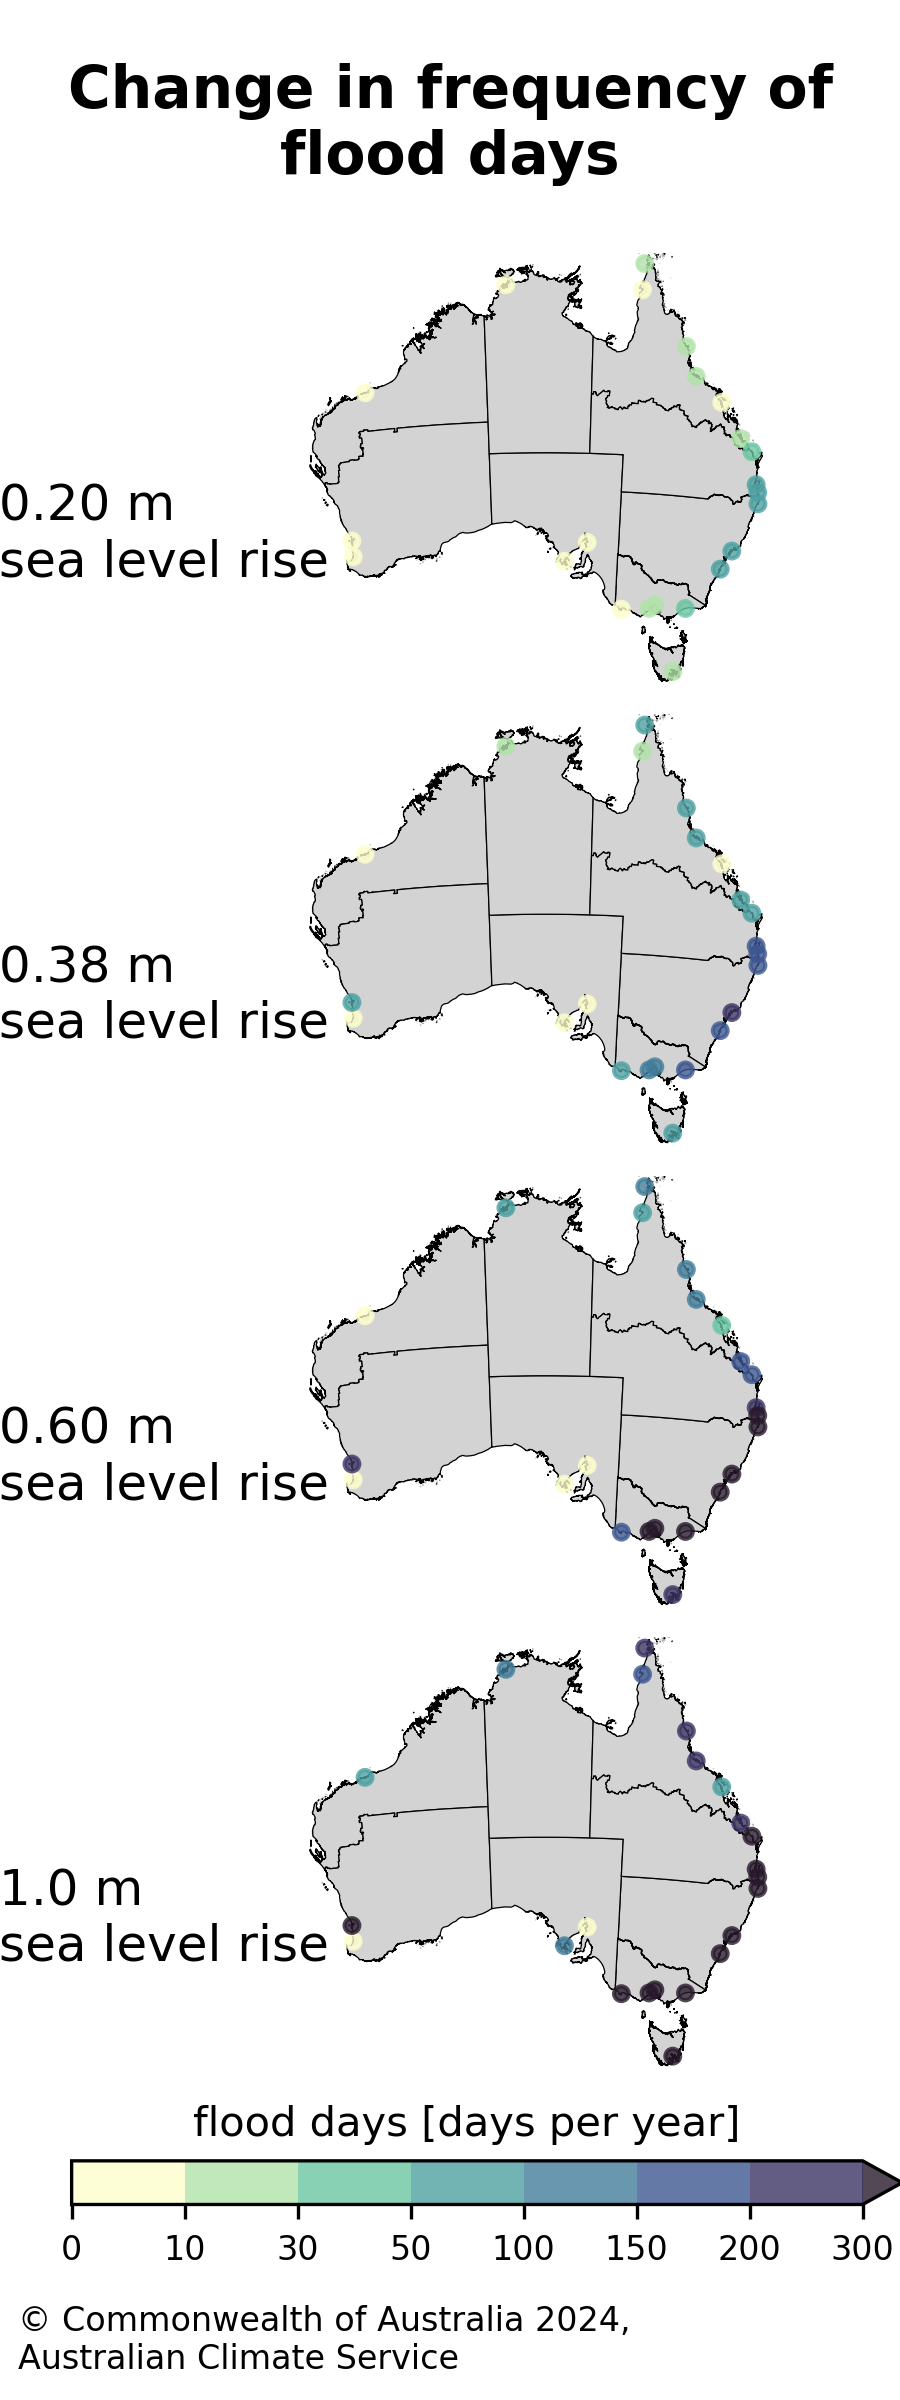 Change in frequency of
flood days
0.20 m
sea level rise
0.38 m
sea level rise
0.60 m
sea level rise
1.0 m
sea level rise
flood days [days per year]
0 10 30 50 100 150 200 300
© Commonwealth of Australia 2024,
Australian Climate Service